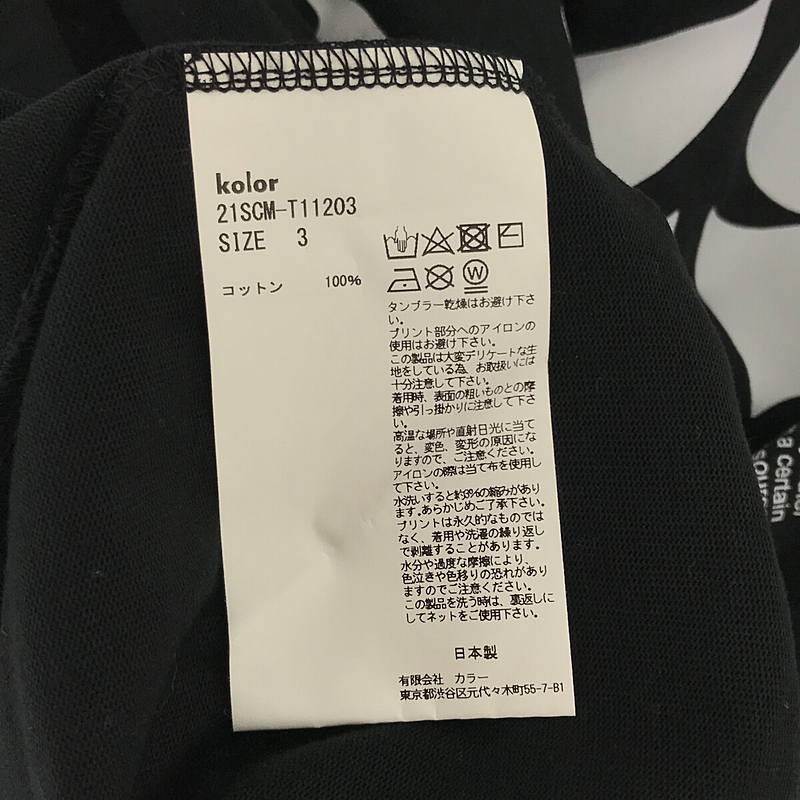 kolor
21SCM-T11203
SIZE 3
コットン 100%
W
タンブラー乾燥はお避け下さ
い。
プリント部分へのアイロンの
使用はお避け下さい。
この製品は大変デリケートな生
地をしている為、お取扱いには
十分注意して下さい。
着用時、表面の粗いものとの摩
擦や引っ掛かりに注意して下さ
い。
高温な場所や直射日光に当て
ると、変色、変形の原因にな
りますので、ご注意ください。
アイロンの際は当て布を使用し
て下さい。
水洗いすると約3%の縮みがあり
ます。あらかじめご了承下さい。
プリントは永久的なものでは
なく、着用や洗濯の繰り返し
で剥離することがあります。
水分や過度な摩擦により、
色泣きや色移りの恐れがあり
ますのでご注意ください。
この製品を洗う時は、裏返しに
してネットをご使用下さい。
日本製
有限会社 カラー
東京都渋谷区元代々木町55-7-B1
a certain